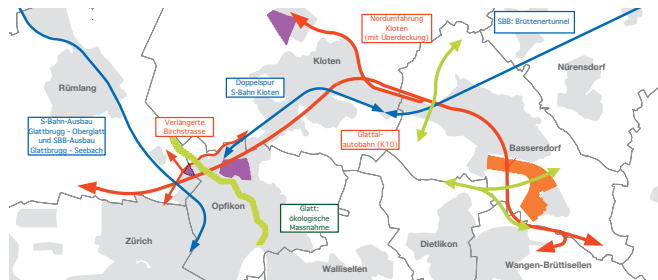 Nordumfahrung
Kloten
(mit Überdeckung)
SBB: Brüttenertunnel
Kloten
Nürensdorf
Rümlang
Doppelspur
S-Bahn Kloten
S-Bahn-Ausbau
Glattbrugg - Oberglatt
und SBB-Ausbau
Glattbrugg - Seebach
Verlängerte
Birchstrasse
Glattal-
autobahn (K10)
Bassersdorf
Opfikon
Glatt:
ökologische
Massnahme
Zürich
Dietlikon
Wallisellen
Wangen-Brüttisellen